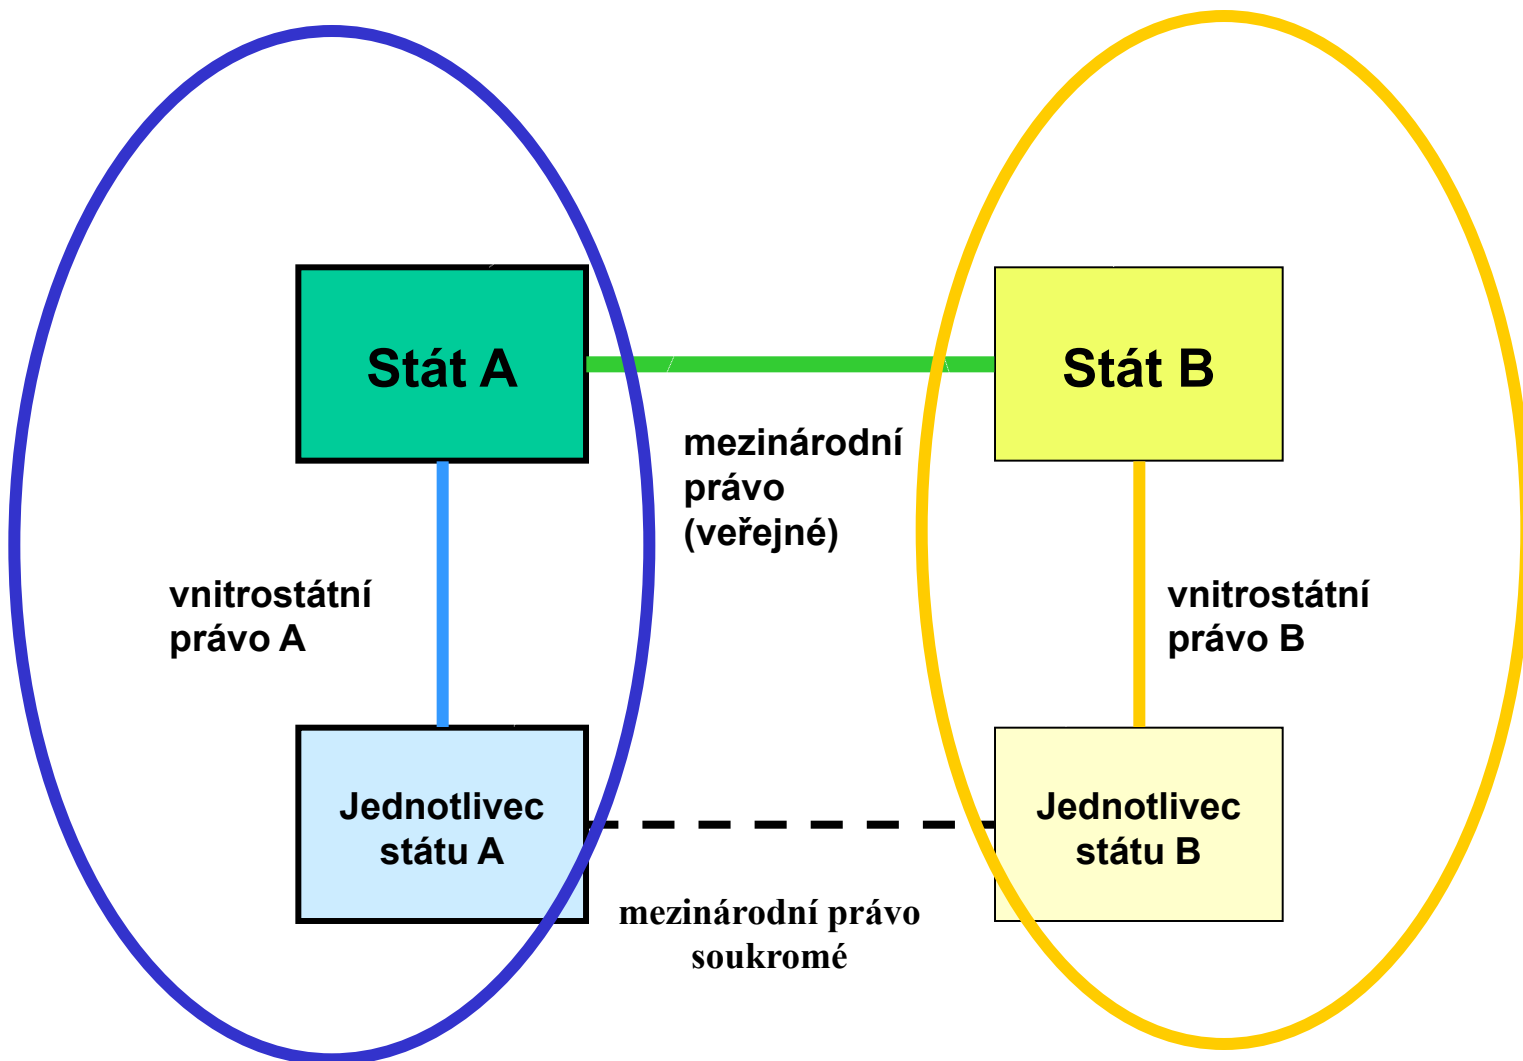 Stát A
Stát B
mezinárodní
právo
(veřejné)
vnitrostátní
právo A
vnitrostátní
právo B
Jednotlivec
státu A
Jednotlivec
státu B
mezinárodní právo
soukromé